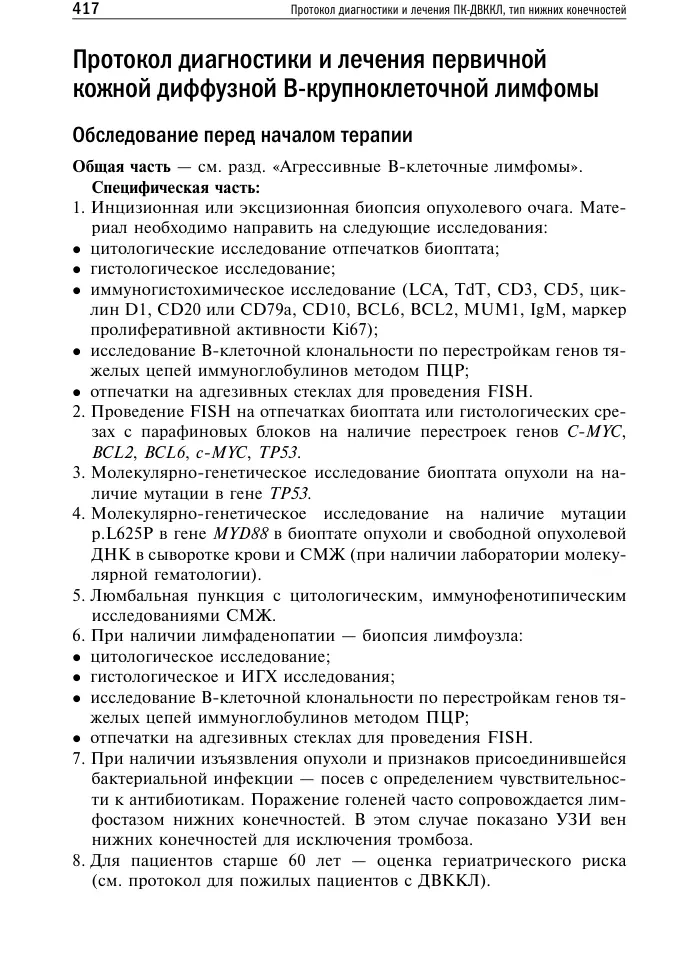 417
Протокол диагностики и лечения ПК-ДВККЛ, тип нижних конечностей
Протокол диагностики и лечения первичной
кожной диффузной В-крупноклеточной лимфомы
Обследование перед началом терапии
Общая часть — см. разд. «Агрессивные В-клеточные лимфомы».
Специфическая часть:
1. Инцизионная или эксцизионная биопсия опухолевого очага. Мате-
риал необходимо направить на следующие исследования:
• цитологические исследование отпечатков биоптата;
• гистологическое исследование;
• иммуногистохимическое исследование (LCA, TdT, CD3, CD5, цик-
лин D1, CD20 или CD79a, CD10, BCL6, BCL2, MUM1, IgM, маркер
пролиферативной активности Ki67);
• исследование В-клеточной клональности по перестройкам генов тя-
желых цепей иммуноглобулинов методом ПЦР;
• отпечатки на адгезивных стеклах для проведения FISH.
2. Проведение FISH на отпечатках биоптата или гистологических сре-
зах с парафиновых блоков на наличие перестроек генов C-MYC,
BCL2, BCL6, c-MYC, TP53.
3. Молекулярно-генетическое исследование биоптата опухоли на на-
личие мутации в гене TP53.
4. Молекулярно-генетическое исследование на наличие мутации
p.L625P в гене MYD88 в биоптате опухоли и свободной опухолевой
ДНК в сыворотке крови и СМЖ (при наличии лаборатории молеку-
лярной гематологии).
5. Люмбальная пункция с цитологическим, иммунофенотипическим
исследованиями СМЖ.
6. При наличии лимфаденопатии — биопсия лимфоузла:
• цитологическое исследование;
• гистологическое и ИГХ исследования;
• исследование В-клеточной клональности по перестройкам генов тя-
желых цепей иммуноглобулинов методом ПЦР;
• отпечатки на адгезивных стеклах для проведения FISH.
7. При наличии изъязвления опухоли и признаков присоединившейся
бактериальной инфекции — посев с определением чувствительнос-
ти к антибиотикам. Поражение голеней часто сопровождается лим-
фостазом нижних конечностей. В этом случае показано УЗИ вен
нижних конечностей для исключения тромбоза.
8. Для пациентов старше 60 лет — оценка гериатрического риска
(см. протокол для пожилых пациентов с ДВККЛ).